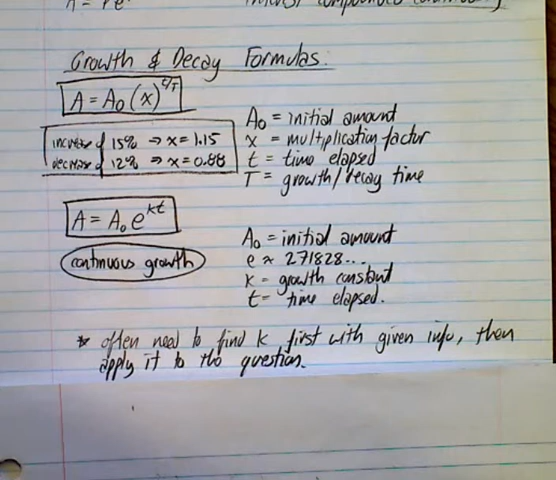 Growth & Decay Formulas:
A = A₀(x)^(t/T)
A₀ = initial amount
x = multiplication factor
t = time elapsed
T = growth/decay time
increase of 15% → x = 1.15
decrease of 12% ⇒ x = 0.88
A = A₀e^(kt)
continuous growth
A₀ = initial amount
e ≈ 271828...
k = growth constant
t = time elapsed.
* often need to find k first with given info, then
apply it to the question.